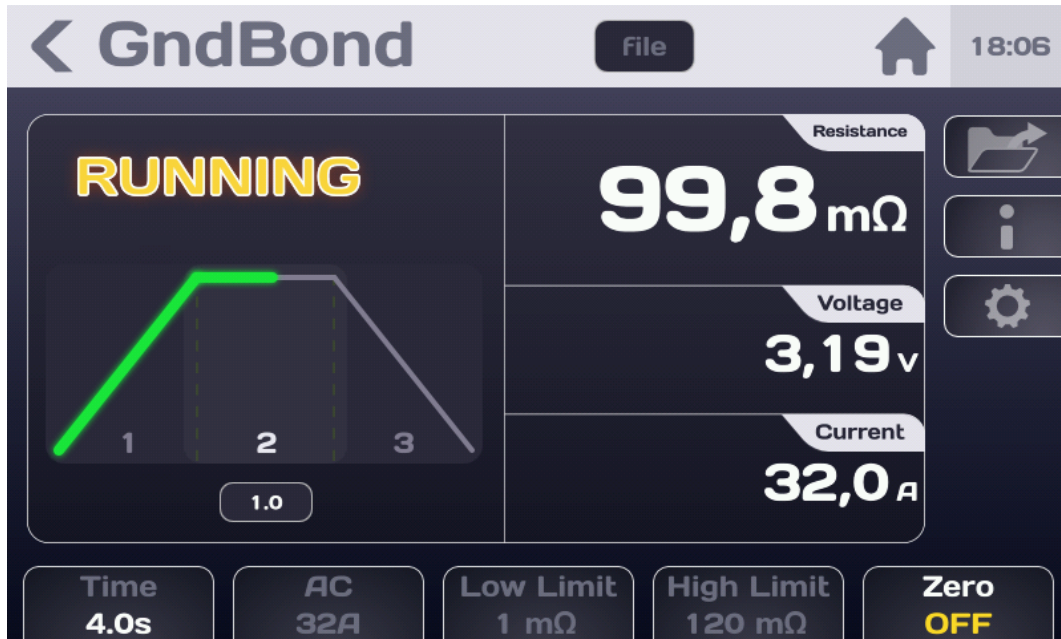 GndBond
File
18:06
RUNNING
Resistance
99,8 mΩ
Voltage
3,19 V
Current
32,0 A
1
2
3
1.0
Time
4.0s
AC
32A
Low Limit
1 mΩ
High Limit
120 mΩ
Zero
OFF